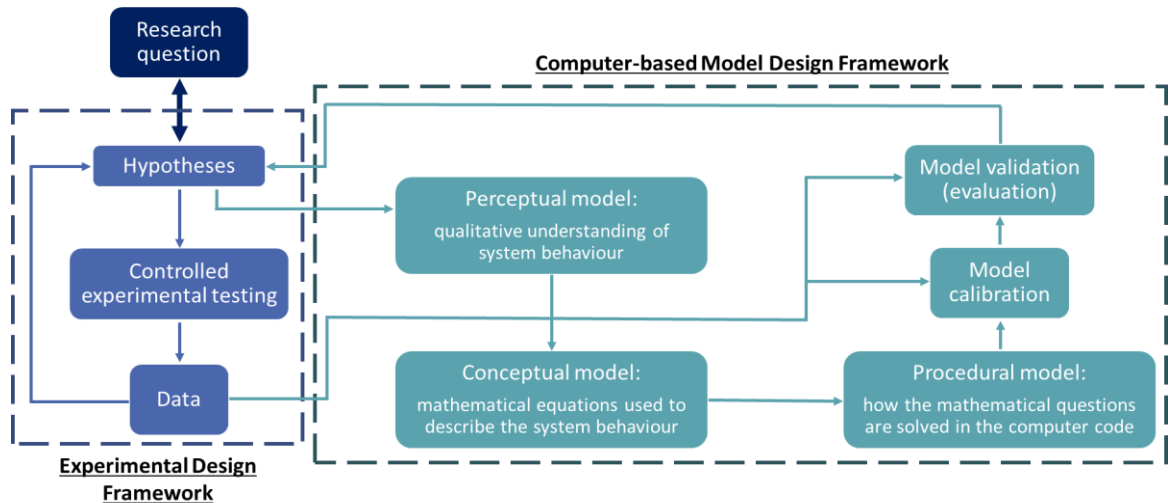 Research
question
Computer-based Model Design Framework
Hypotheses
Controlled
experimental testing
Data
Experimental Design
Framework
Perceptual model:
qualitative understanding of
system behaviour
Conceptual model:
mathematical equations used to
describe the system behaviour
Procedural model:
how the mathematical questions
are solved in the computer code
Model
calibration
Model validation
(evaluation)